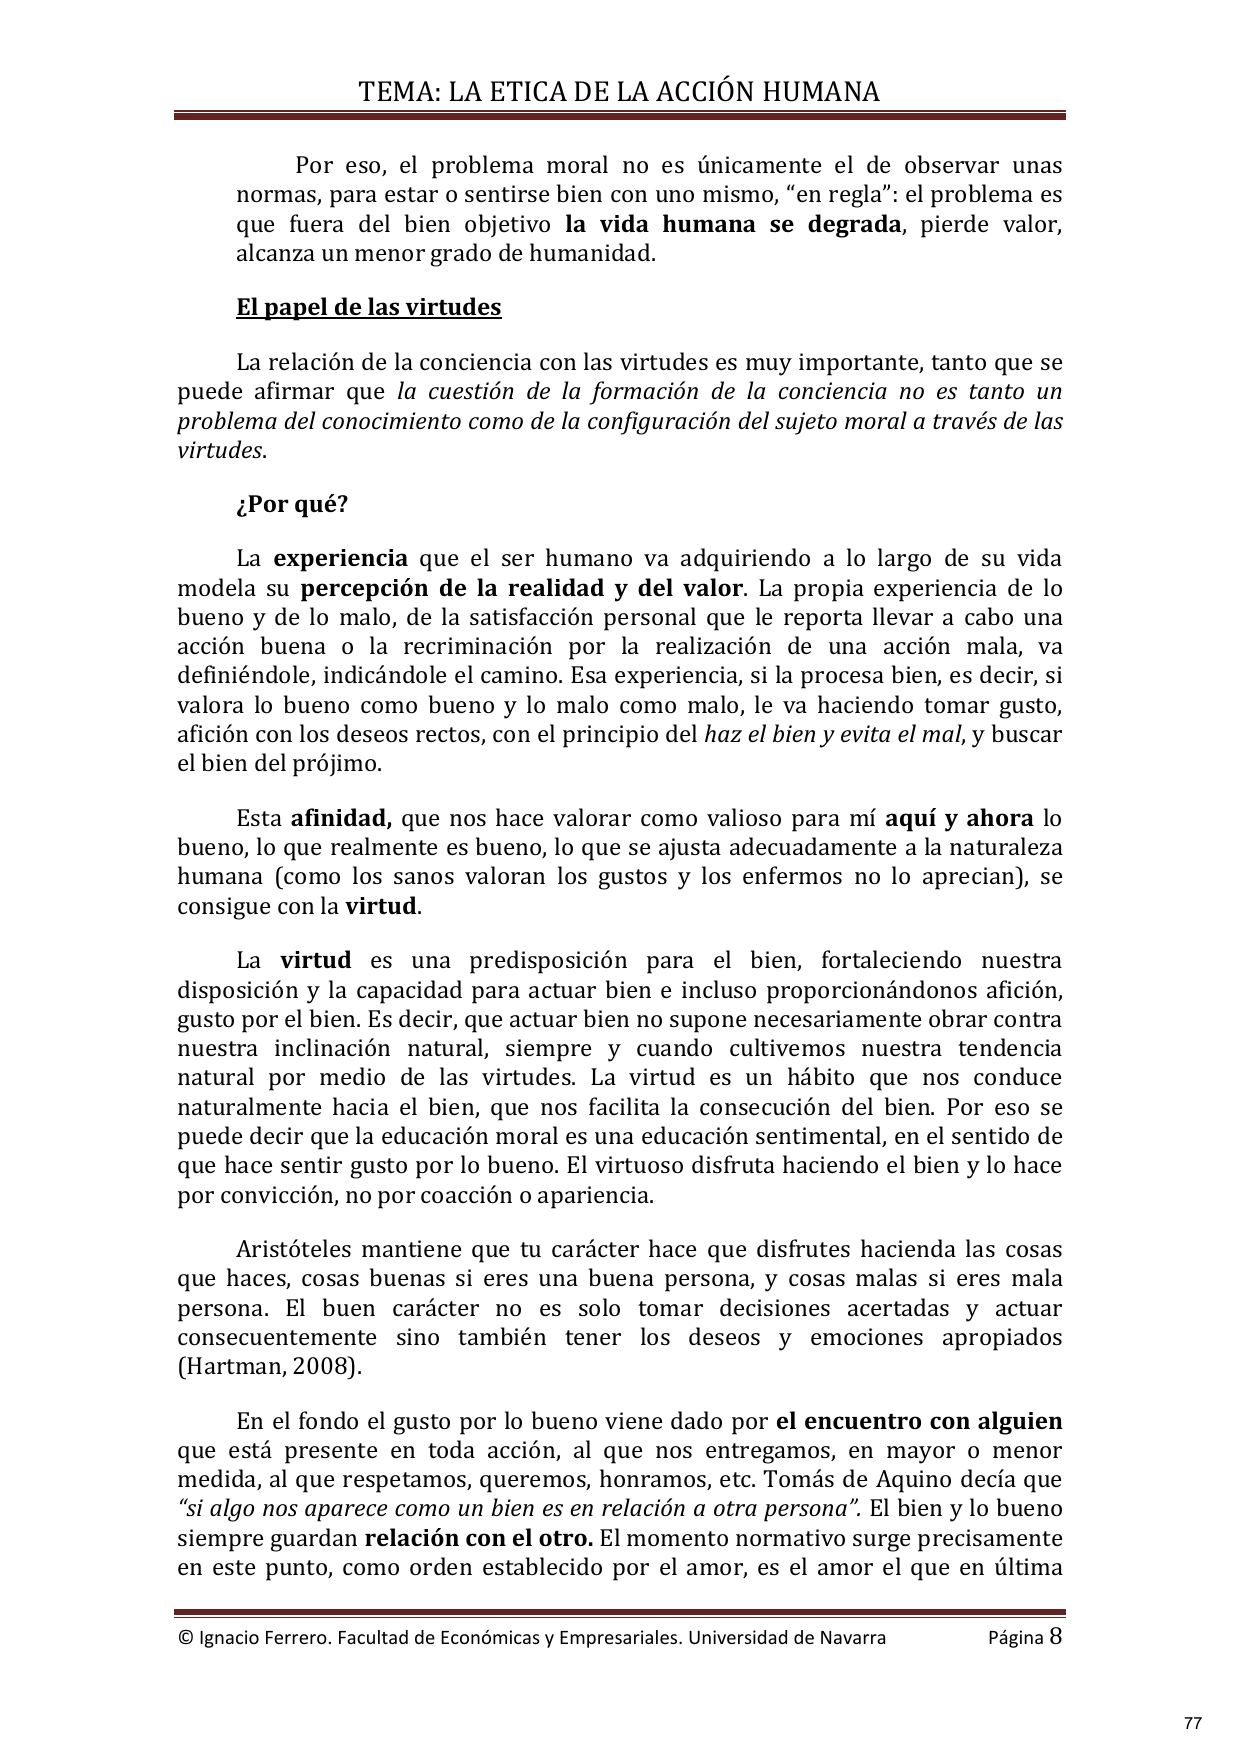 TEMA: LA ETICA DE LA ACCIÓN HUMANA
Por eso, el problema moral no es únicamente el de observar unas
normas, para estar o sentirse bien con uno mismo, “en regla”: el problema es
que fuera del bien objetivo la vida humana se degrada, pierde valor,
alcanza un menor grado de humanidad.
El papel de las virtudes
La relación de la conciencia con las virtudes es muy importante, tanto que se
puede afirmar que la cuestión de la formación de la conciencia no es tanto un
problema del conocimiento como de la configuración del sujeto moral a través de las
virtudes.
¿Por qué?
La experiencia que el ser humano va adquiriendo a lo largo de su vida
modela su percepción de la realidad y del valor. La propia experiencia de lo
bueno y de lo malo, de la satisfacción personal que le reporta llevar a cabo una
acción buena o la recriminación por la realización de una acción mala, va
definiéndole, indicándole el camino. Esa experiencia, si la procesa bien, es decir, si
valora lo bueno como bueno y lo malo como malo, le va haciendo tomar gusto,
afición con los deseos rectos, con el principio del haz el bien y evita el mal, y buscar
el bien del prójimo.
Esta afinidad, que nos hace valorar como valioso para mí aquí y ahora lo
bueno, lo que realmente es bueno, lo que se ajusta adecuadamente a la naturaleza
humana (como los sanos valoran los gustos y los enfermos no lo aprecian), se
consigue con la virtud.
La virtud es una predisposición para el bien, fortaleciendo nuestra
disposición y la capacidad para actuar bien e incluso proporcionándonos afición,
gusto por el bien. Es decir, que actuar bien no supone necesariamente obrar contra
nuestra inclinación natural, siempre y cuando cultivemos nuestra tendencia
natural por medio de las virtudes. La virtud es un hábito que nos conduce
naturalmente hacia el bien, que nos facilita la consecución del bien. Por eso se
puede decir que la educación moral es una educación sentimental, en el sentido de
que hace sentir gusto por lo bueno. El virtuoso disfruta haciendo el bien y lo hace
por convicción, no por coacción o apariencia.
Aristóteles mantiene que tu carácter hace que disfrutes hacienda las cosas
que haces, cosas buenas si eres una buena persona, y cosas malas si eres mala
persona. El buen carácter no es solo tomar decisiones acertadas y actuar
consecuentemente sino también tener los deseos y emociones apropiados
(Hartman, 2008).
En el fondo el gusto por lo bueno viene dado por el encuentro con alguien
que está presente en toda acción, al que nos entregamos, en mayor o menor
medida, al que respetamos, queremos, honramos, etc. Tomás de Aquino decía que
“si algo nos aparece como un bien es en relación a otra persona”. El bien y lo bueno
siempre guardan relación con el otro. El momento normativo surge precisamente
en este punto, como orden establecido por el amor, es el amor el que en última
© Ignacio Ferrero. Facultad de Económicas y Empresariales. Universidad de Navarra Página 8
77